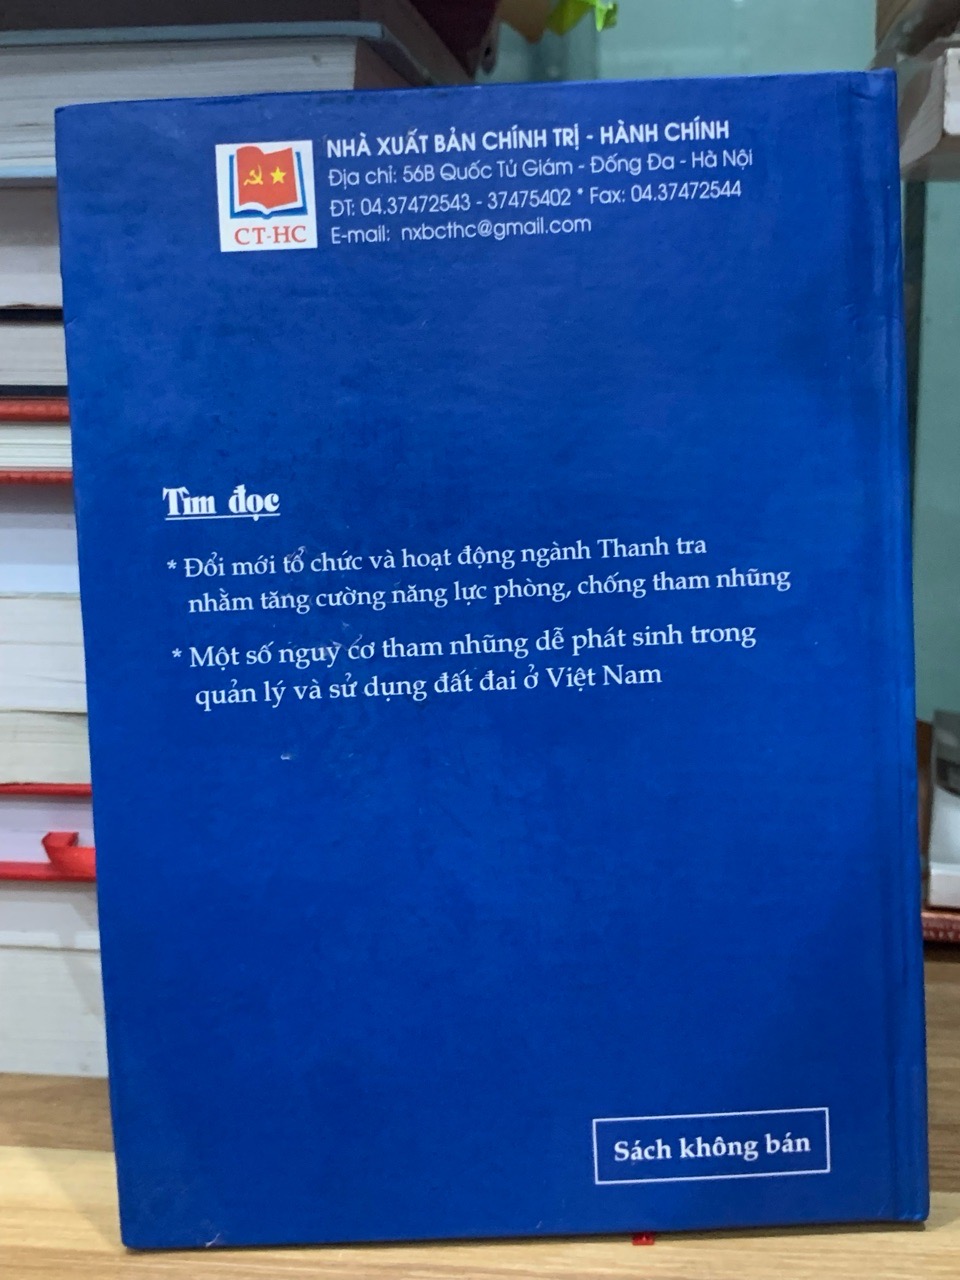 NHÀ XUẤT BẢN CHÍNH TRỊ - HÀNH CHÍNH
Địa chỉ: 56B Quốc Tử Giám - Đống Đa - Hà Nội
ĐT: 04.37472543 - 37475402 * Fax: 04.37472544
E-mail: nxbcthc@gmail.com
CT-HC
Tìm đọc
* Đổi mới tổ chức và hoạt động ngành Thanh tra
nhằm tăng cường năng lực phòng, chống tham nhũng
* Một số nguy cơ tham nhũng dễ phát sinh trong
quản lý và sử dụng đất đai ở Việt Nam
Sách không bán